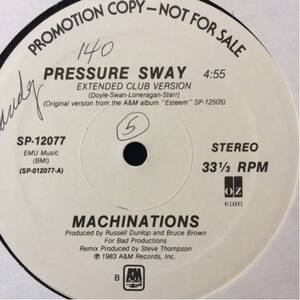 PROMOTION COPY—NOT FOR SALE
140
PRESSURE SWAY 4:55
EXTENDED CLUB VERSION
(Doyle-Swan-Loneragan-Starr)
(Original version from the A&M album "Esteem" SP-12505)
SP-12077
EMU Music
(BMI)
(SP-012077-A)
5
STEREO
33 1/3 RPM
OZ
RECORDS
MACHINATIONS
Produced by Russell Dunlop and Bruce Brown
For Bad Productions
Remix Produced by Steve Thompson
℗ 1983 A&M Records, Inc.
B
A&M